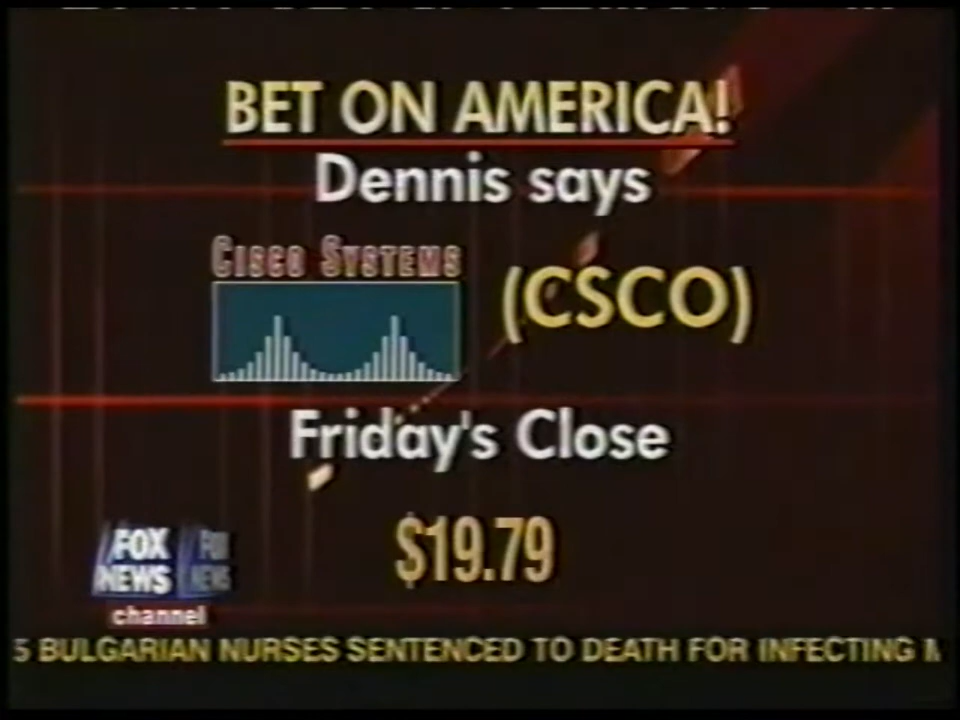 BET ON AMERICA!
Dennis says
CISCO SYSTEMS
(CSCO)
Friday's Close
$19.79
FOX
NEWS
channel
5 BULGARIAN NURSES SENTENCED TO DEATH FOR INFECTING